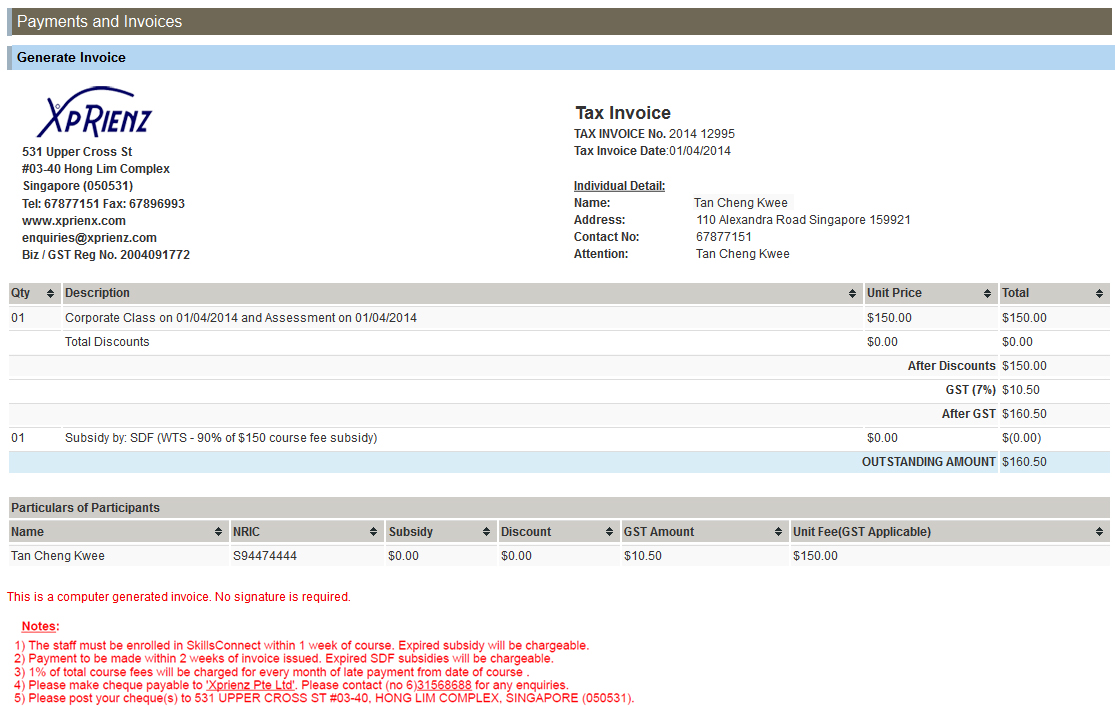 Payments and Invoices
Generate Invoice
XPRIENZ
531 Upper Cross St
#03-40 Hong Lim Complex
Singapore (050531)
Tel: 67877151 Fax: 67896993
www.xprienx.com
enquiries@xprienz.com
Biz / GST Reg No. 2004091772
Tax Invoice
TAX INVOICE No. 2014 12995
Tax Invoice Date:01/04/2014
Individual Detail:
Name: Tan Cheng Kwee
Address: 110 Alexandra Road Singapore 159921
Contact No: 67877151
Attention: Tan Cheng Kwee
Qty Description Unit Price Total
01 Corporate Class on 01/04/2014 and Assessment on 01/04/2014 $150.00 $150.00
Total Discounts $0.00 $0.00
After Discounts $150.00
GST (7%) $10.50
After GST $160.50
01 Subsidy by: SDF (WTS - 90% of $150 course fee subsidy) $0.00 $(0.00)
OUTSTANDING AMOUNT $160.50
Particulars of Participants
Name NRIC Subsidy Discount GST Amount Unit Fee(GST Applicable)
Tan Cheng Kwee S94474444 $0.00 $0.00 $10.50 $150.00
This is a computer generated invoice. No signature is required.
Notes:
1) The staff must be enrolled in SkillsConnect within 1 week of course. Expired subsidy will be chargeable.
2) Payment to be made within 2 weeks of invoice issued. Expired SDF subsidies will be chargeable.
3) 1% of total course fees will be charged for every month of late payment from date of course .
4) Please make cheque payable to 'Xprienz Pte Ltd'. Please contact (no 6)31568688 for any enquiries.
5) Please post your cheque(s) to 531 UPPER CROSS ST #03-40, HONG LIM COMPLEX, SINGAPORE (050531).